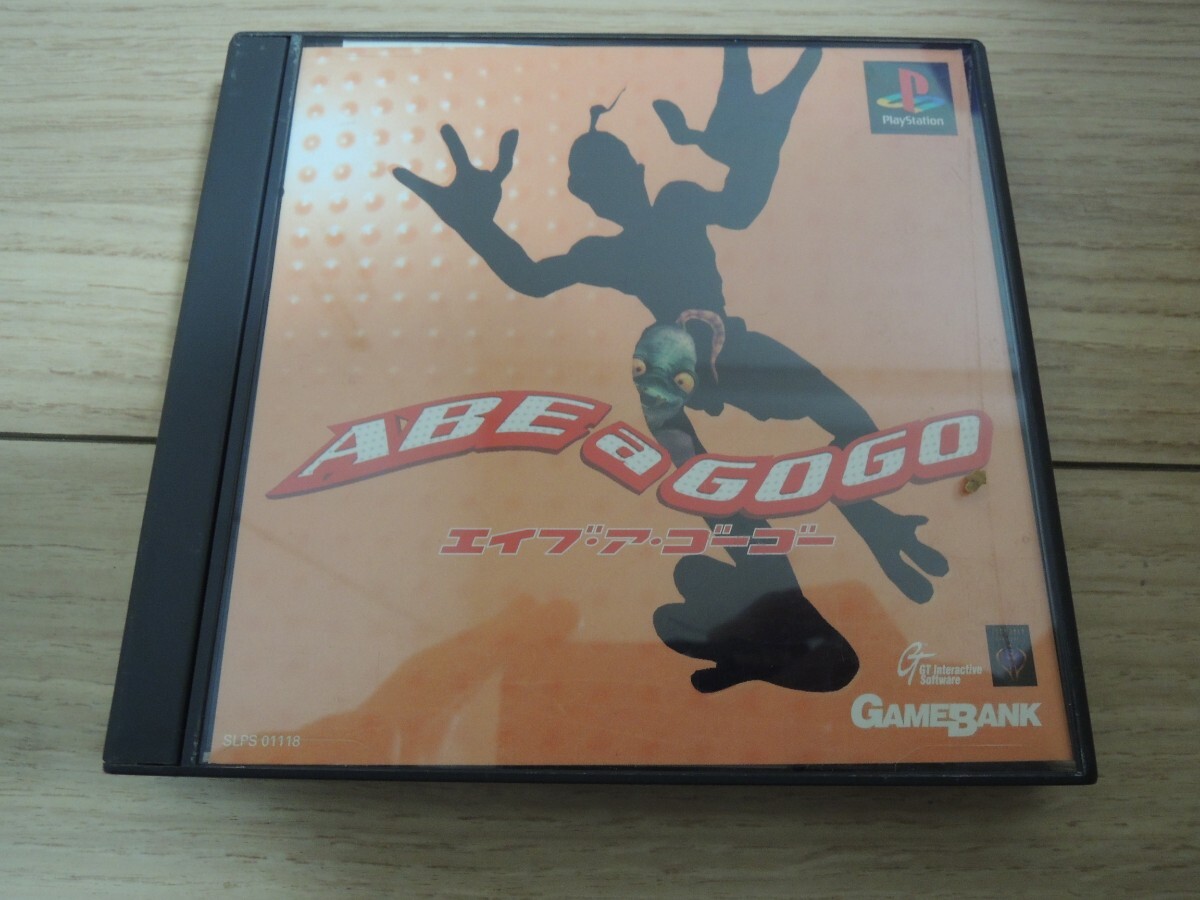 PlayStation
ABE a GOGO
エイブ・ア・ゴーゴー
GT Interactive
Software
GAMEBANK
SLPS 01118